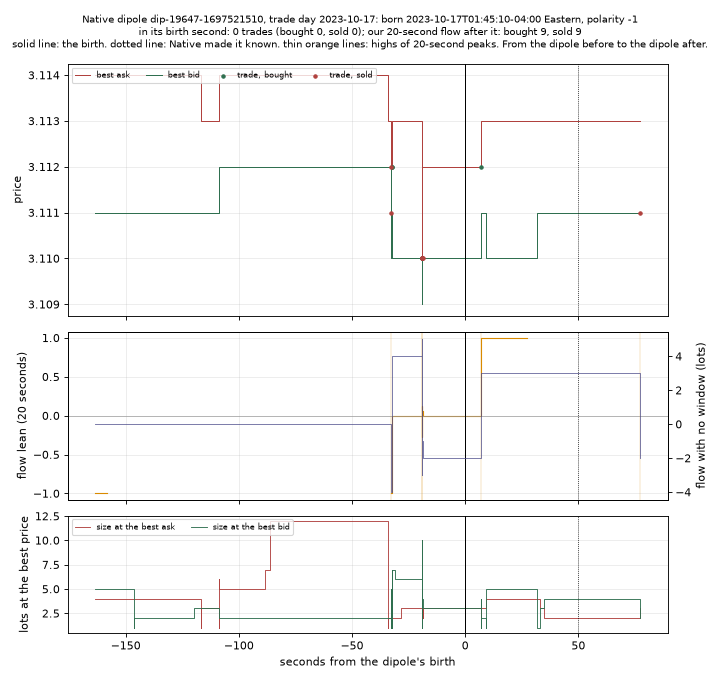 Native dipole dip-19647-1697521510, trade day 2023-10-17: born 2023-10-17T01:45:10-04:00 Eastern, polarity -1
in its birth second: 0 trades (bought 0, sold 0); our 20-second flow after it: bought 9, sold 9
solid line: the birth. dotted line: Native made it known. thin orange lines: highs of 20-second peaks. From the dipole before to the dipole after.
best ask best bid trade, bought trade, sold
3.114
3.113
3.112
3.111
3.110
3.109
price
1.0
0.5
0.0
−0.5
−1.0
flow lean (20 seconds)
4
2
0
−2
−4
flow with no window (lots)
size at the best ask size at the best bid
12.5
10.0
7.5
5.0
2.5
lots at the best price
−150 −100 −50 0 50
seconds from the dipole's birth